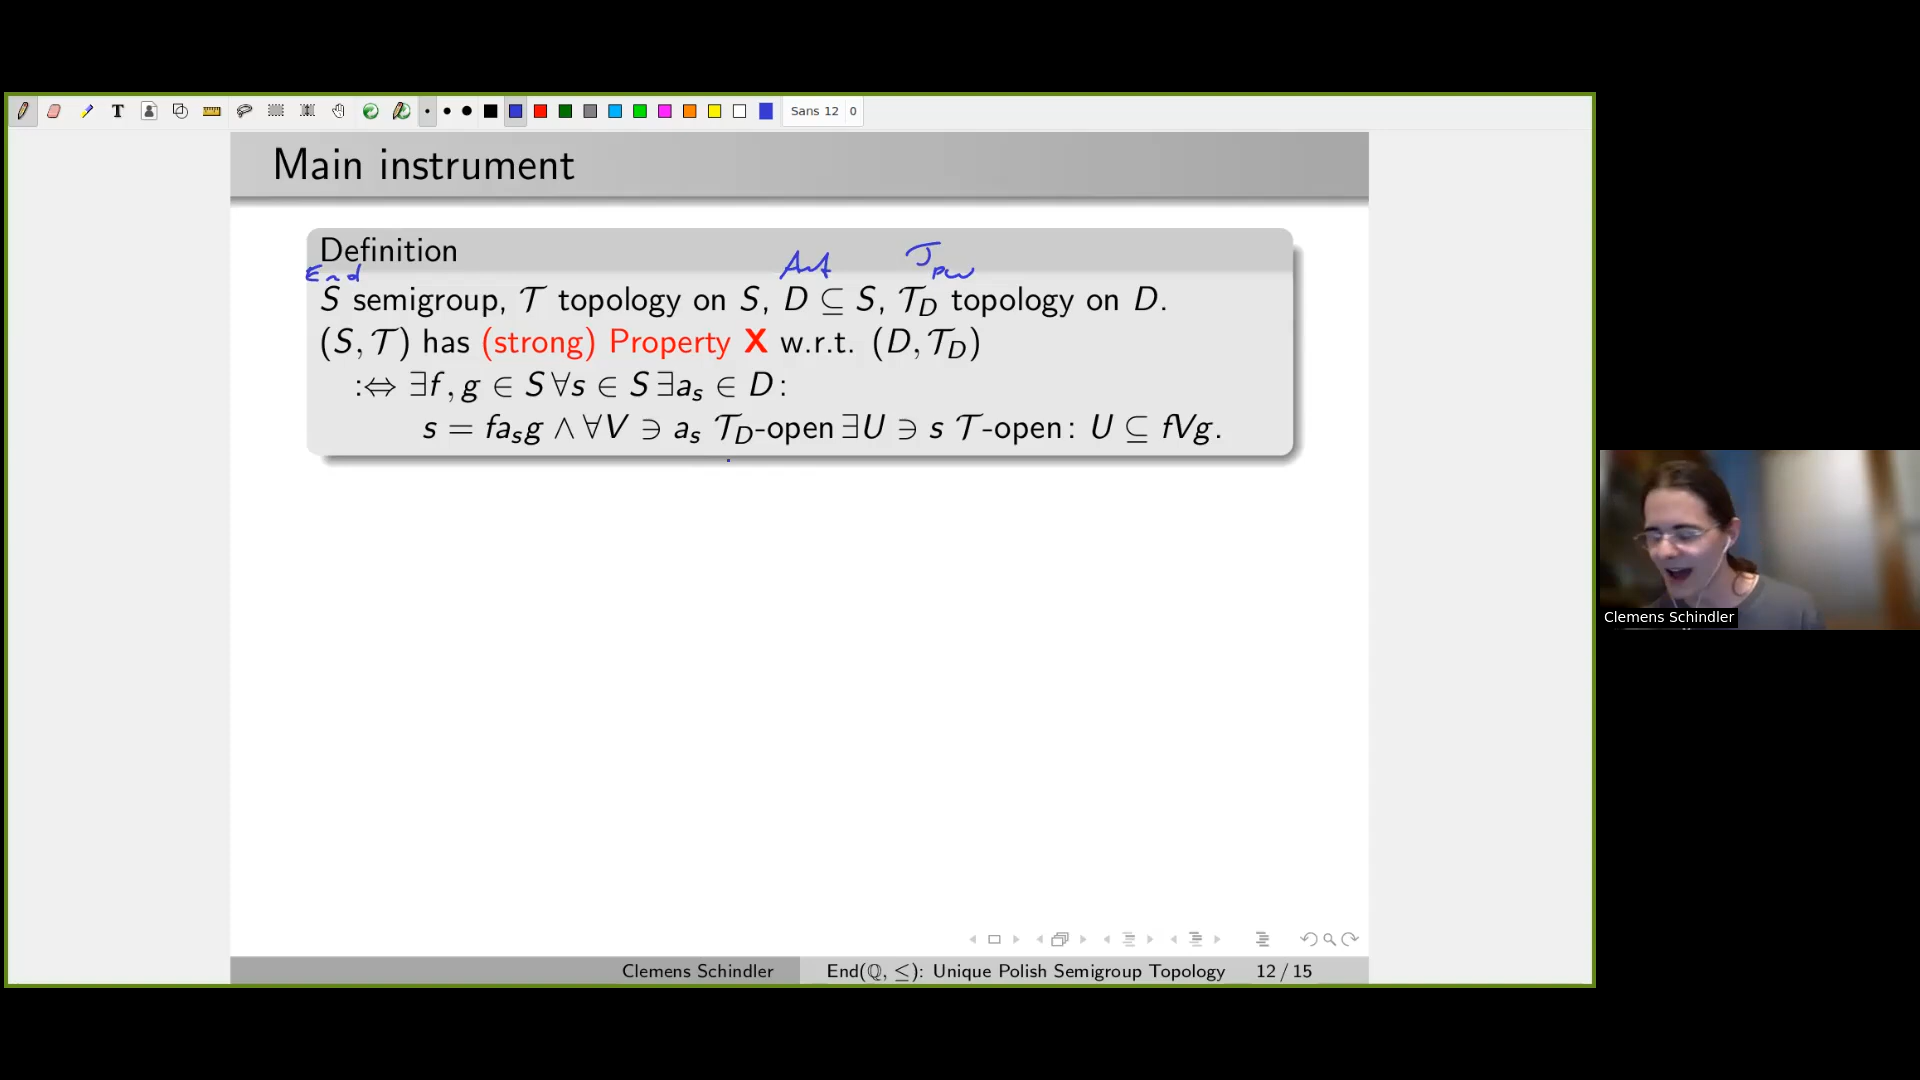 T Sans 12 0
Main instrument
Definition
End Aut 𝒯pw
S semigroup, 𝒯 topology on S, D ⊆ S, 𝒯_D topology on D.
(S, 𝒯) has (strong) Property X w.r.t. (D, 𝒯_D)
:⇔ ∃f, g ∈ S ∀s ∈ S ∃a_s ∈ D:
s = fa_sg ∧ ∀V ∋ a_s 𝒯_D-open ∃U ∋ s 𝒯-open: U ⊆ fVg.
Clemens Schindler
Clemens Schindler End(ℚ, ≤): Unique Polish Semigroup Topology 12 / 15